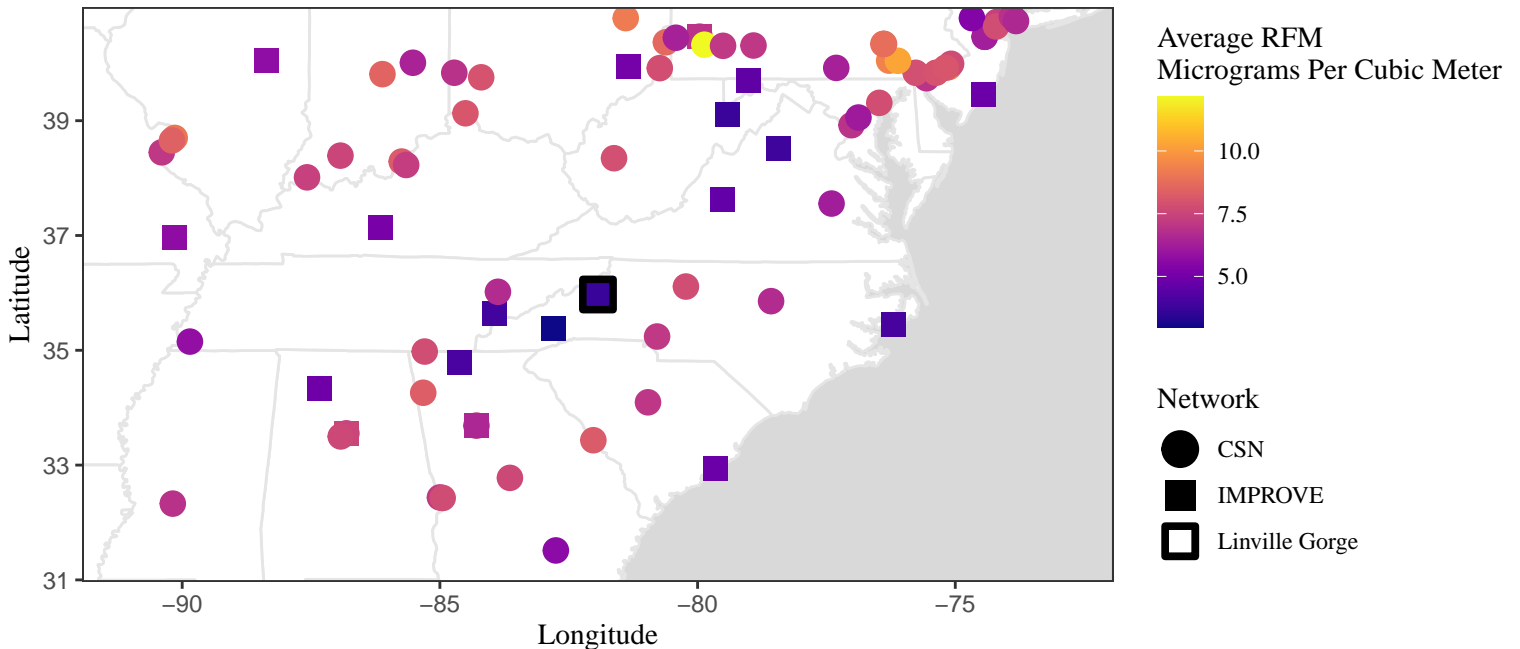 39
37
35
33
31
Latitude
−90
−85
−80
−75
Longitude
Average RFM
Micrograms Per Cubic Meter
10.0
7.5
5.0
Network
CSN
IMPROVE
Linville Gorge